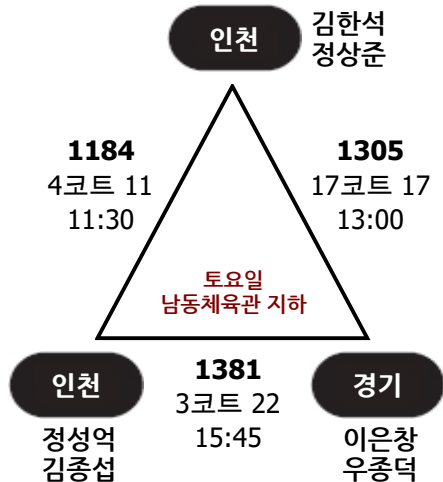 인천
김한석
정상준
1184
4코트 11
11:30
1305
17코트 17
13:00
토요일
남동체육관 지하
인천
정성억
김종섭
1381
3코트 22
15:45
경기
이은창
우종덕